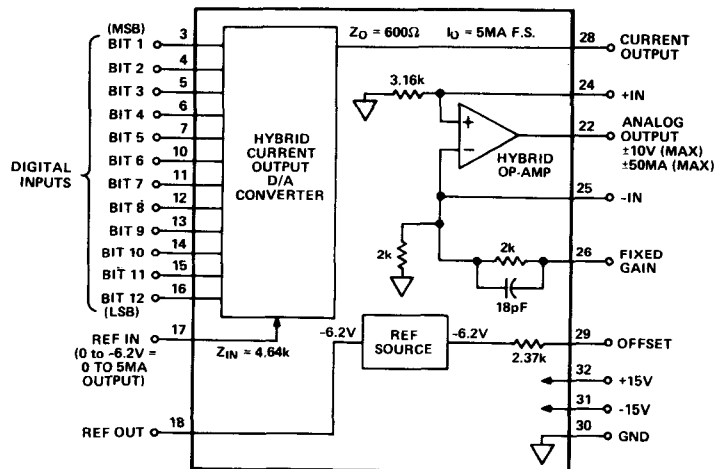 (MSB)
BIT 1 3
BIT 2 4
BIT 3 5
BIT 4 6
BIT 5 7
BIT 6 10
BIT 7 11
BIT 8 12
BIT 9 13
BIT 10 14
BIT 11 15
BIT 12 16
(LSB)
DIGITAL
INPUTS
REF IN 17
(0 to -6.2V =
0 TO 5MA
OUTPUT)
REF OUT 18
HYBRID
CURRENT
OUTPUT
D/A
CONVERTER
ZIN = 4.64k
ZO = 600Ω IO = 5MA F.S.
28 CURRENT
OUTPUT
3.16k
24 +IN
+
−
HYBRID
OP-AMP
22 ANALOG
OUTPUT
±10V (MAX)
±50MA (MAX)
25 -IN
2k
2k
18pF
26 FIXED
GAIN
-6.2V
REF
SOURCE
-6.2V
2.37k
29 OFFSET
32 +15V
31 -15V
30 GND